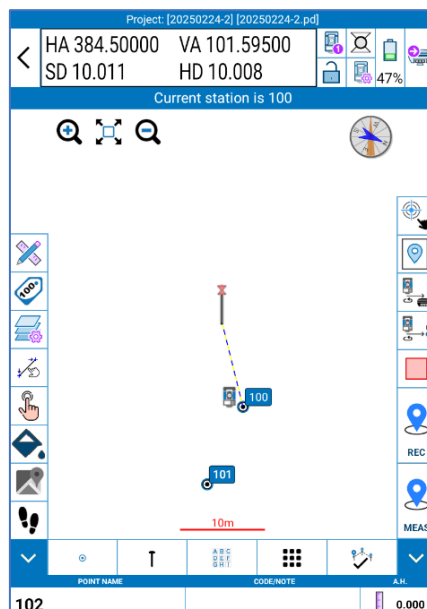 Project: [20250224-2] [20250224-2.pd]
HA 384.50000 VA 101.59500
SD 10.011 HD 10.008
47%
Current station is 100
100
101
10m
REC
MEAS
POINT NAME CODE/NOTE A.H.
102 0.000